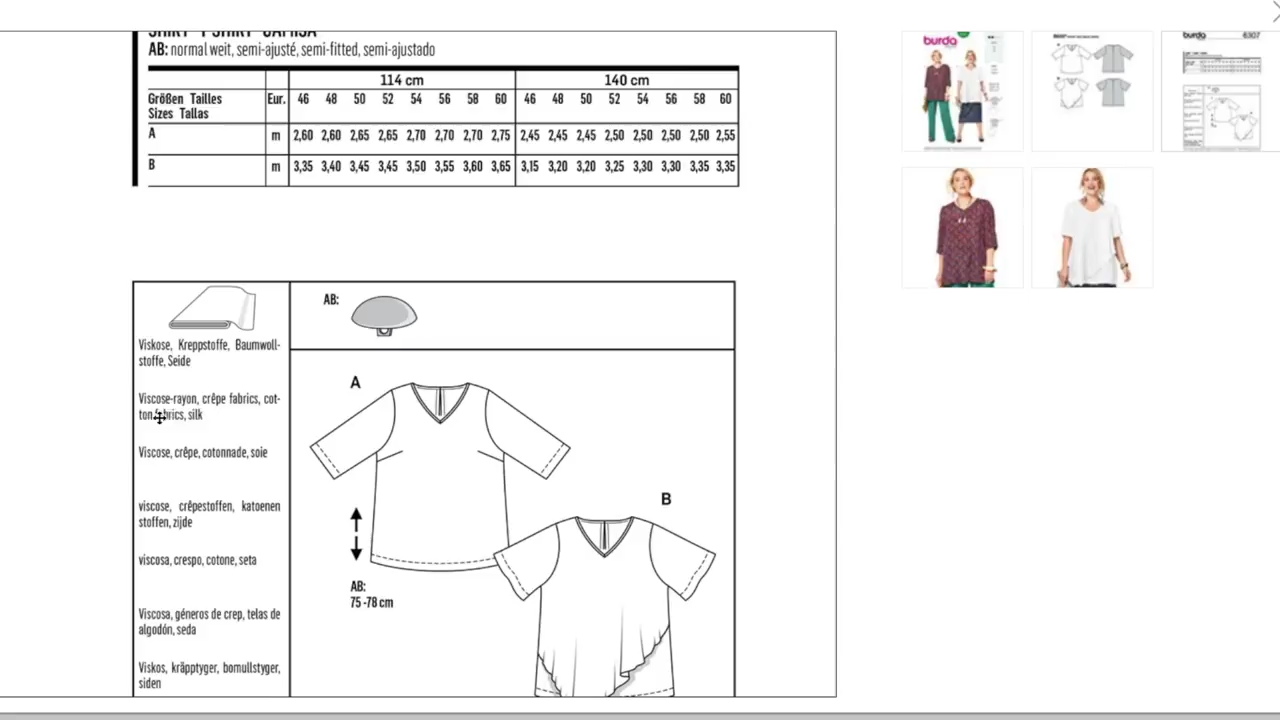 SHIRT T-SHIRT CAMISA
AB: normal weit, semi-ajusté, semi-fitted, semi-ajustado
114 cm 140 cm
Größen Tailles Eur. 46 48 50 52 54 56 58 60 46 48 50 52 54 56 58 60
Sizes Tallas
A m 2,60 2,60 2,65 2,65 2,70 2,70 2,70 2,75 2,45 2,45 2,45 2,50 2,50 2,50 2,50 2,55
B m 3,35 3,40 3,45 3,45 3,50 3,55 3,60 3,65 3,15 3,20 3,20 3,25 3,30 3,30 3,35 3,35
AB:
Viskose, Kreppstoffe, Baumwoll-
stoffe, Seide
Viscose-rayon, crêpe fabrics, cot-
ton fabrics, silk
Viscose, crêpe, cotonnade, soie
viscose, crêpestoffen, katoenen
stoffen, zijde
viscosa, crespo, cotone, seta
Viscosa, géneros de crep, telas de
algodón, seda
Viskos, kräpptyger, bomullstyger,
siden
A
B
AB:
75 -78 cm
burda
burda 6307